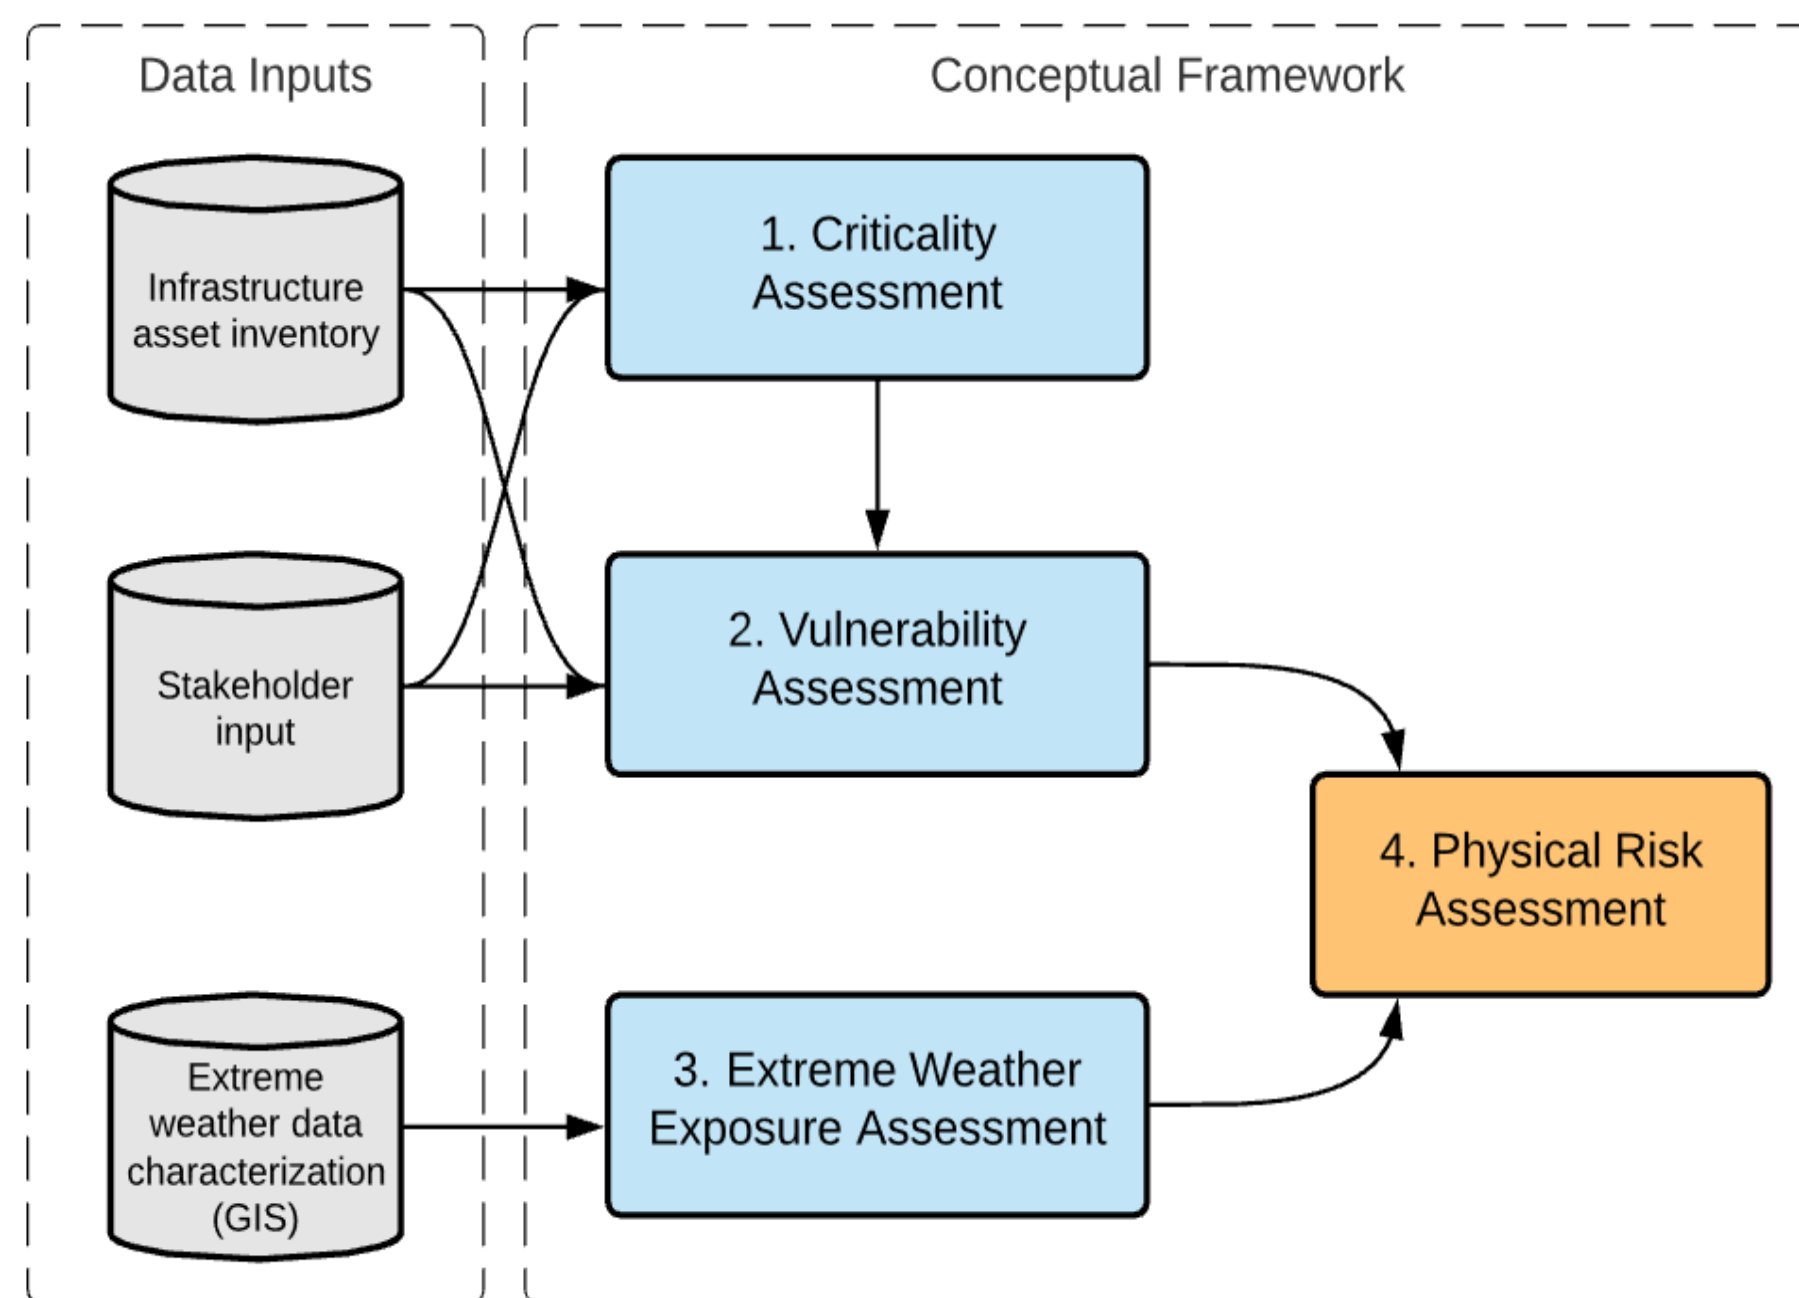 Data Inputs
Conceptual Framework
Infrastructure
asset inventory
1. Criticality
Assessment
Stakeholder
input
2. Vulnerability
Assessment
4. Physical Risk
Assessment
Extreme
weather data
characterization
(GIS)
3. Extreme Weather
Exposure Assessment